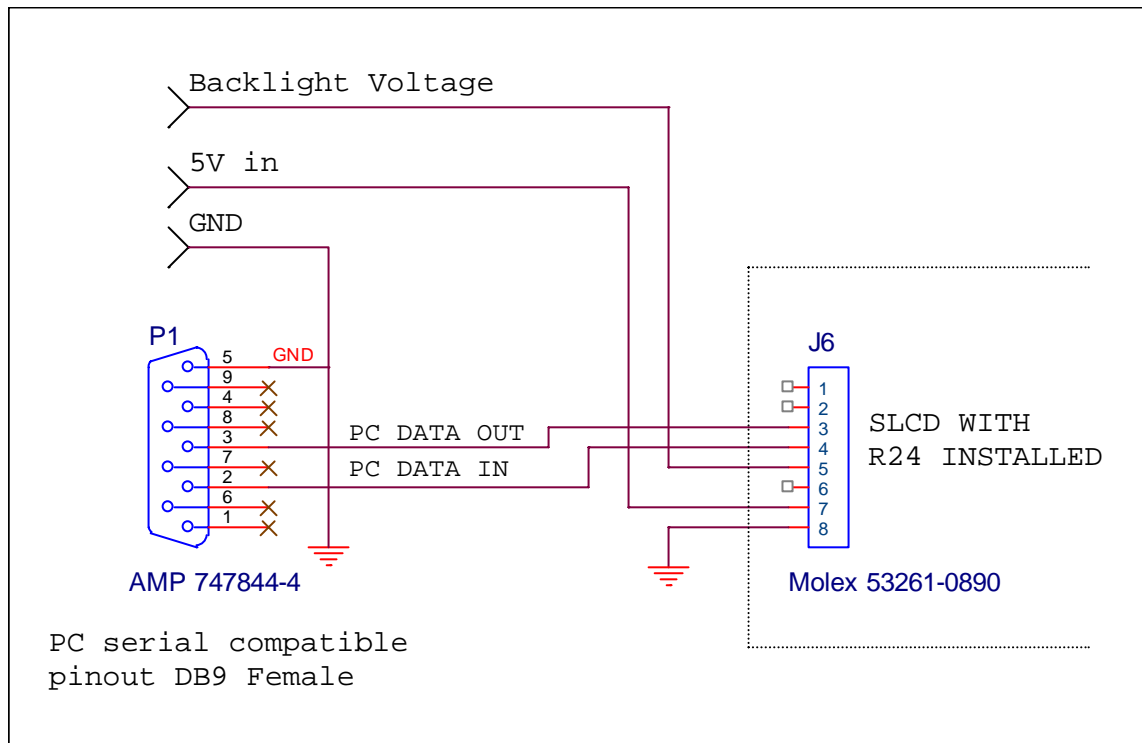 Backlight Voltage
5V in
GND
P1
5
GND
9
4
8
3
PC DATA OUT
7
PC DATA IN
2
6
1
AMP 747844-4
PC serial compatible
pinout DB9 Female
J6
1
2
3
4
5
6
7
8
SLCD WITH
R24 INSTALLED
Molex 53261-0890